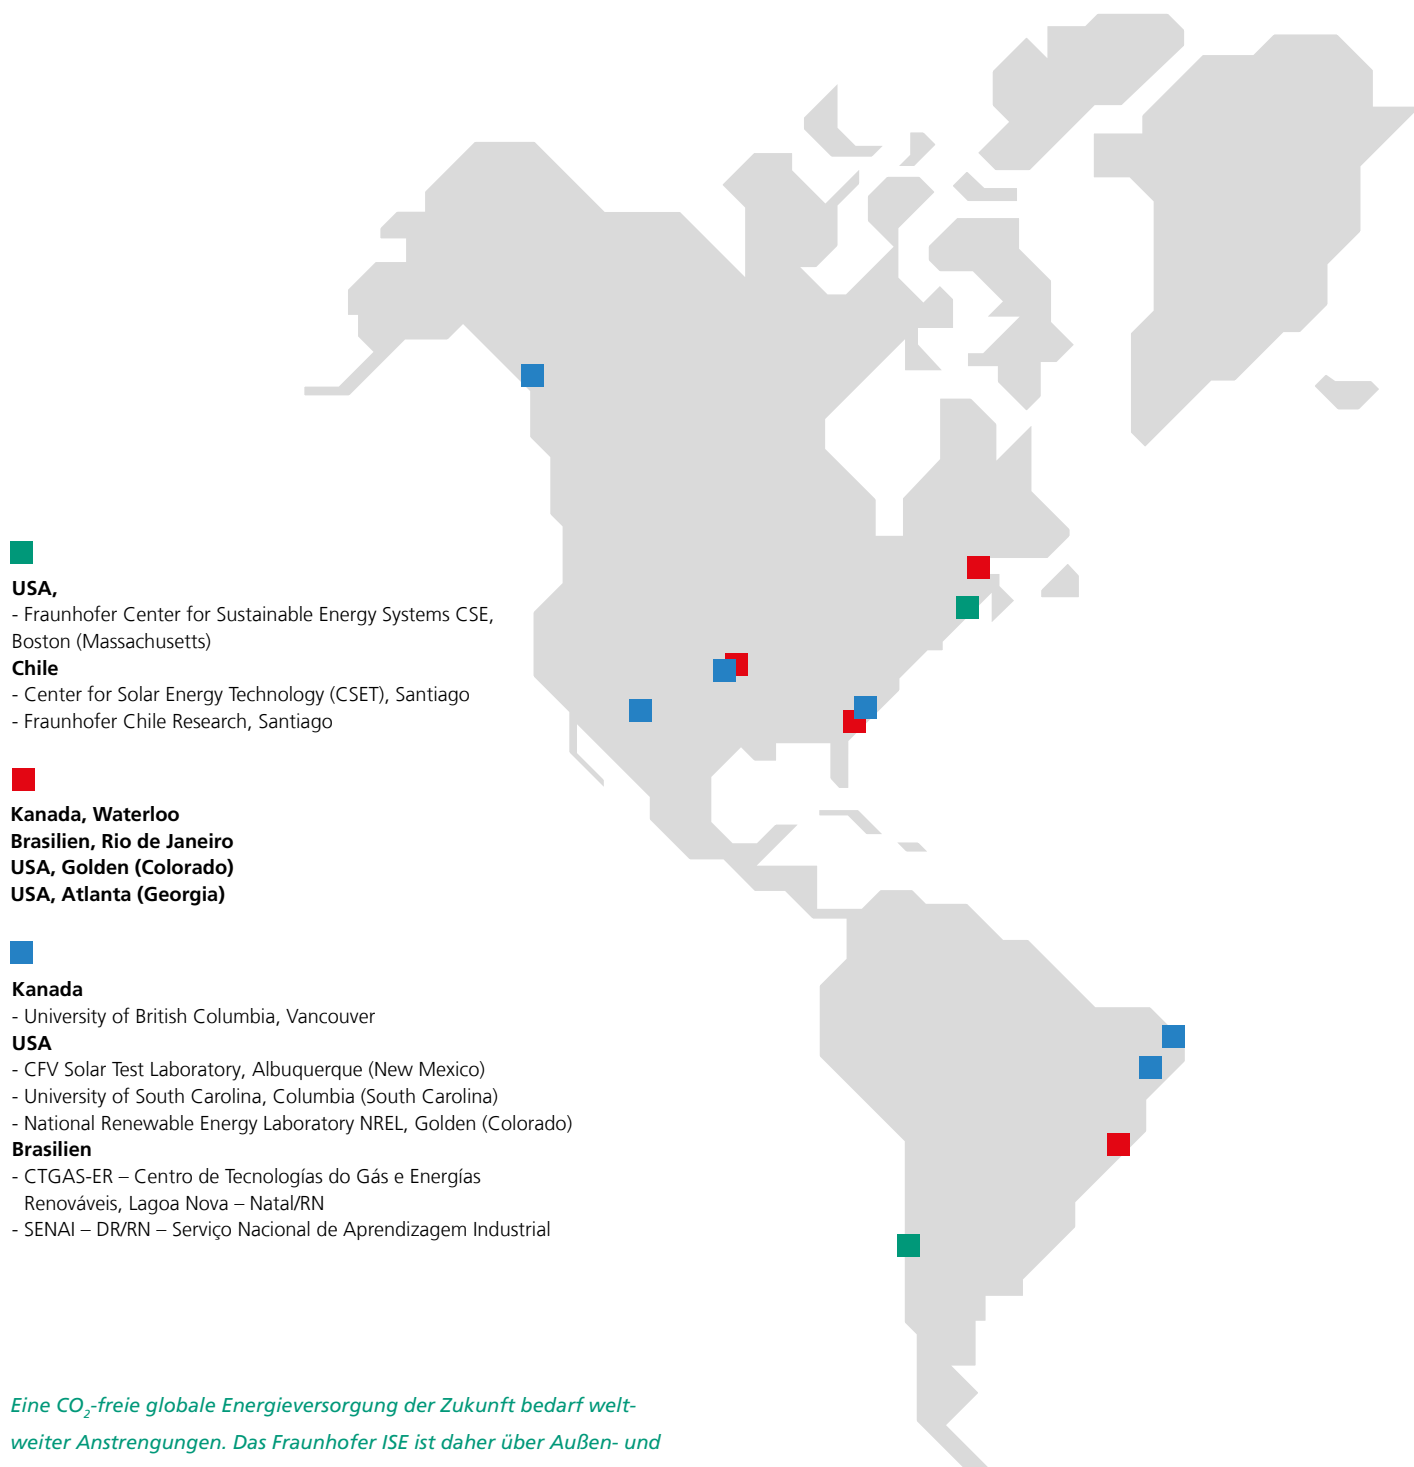 USA,
- Fraunhofer Center for Sustainable Energy Systems CSE,
Boston (Massachusetts)
Chile
- Center for Solar Energy Technology (CSET), Santiago
- Fraunhofer Chile Research, Santiago
Kanada, Waterloo
Brasilien, Rio de Janeiro
USA, Golden (Colorado)
USA, Atlanta (Georgia)
Kanada
- University of British Columbia, Vancouver
USA
- CFV Solar Test Laboratory, Albuquerque (New Mexico)
- University of South Carolina, Columbia (South Carolina)
- National Renewable Energy Laboratory NREL, Golden (Colorado)
Brasilien
- CTGAS-ER – Centro de Tecnologías do Gás e Energías
Renováveis, Lagoa Nova – Natal/RN
- SENAI – DR/RN – Serviço Nacional de Aprendizagem Industrial
Eine CO₂-freie globale Energieversorgung der Zukunft bedarf welt-
weiter Anstrengungen. Das Fraunhofer ISE ist daher über Außen- und